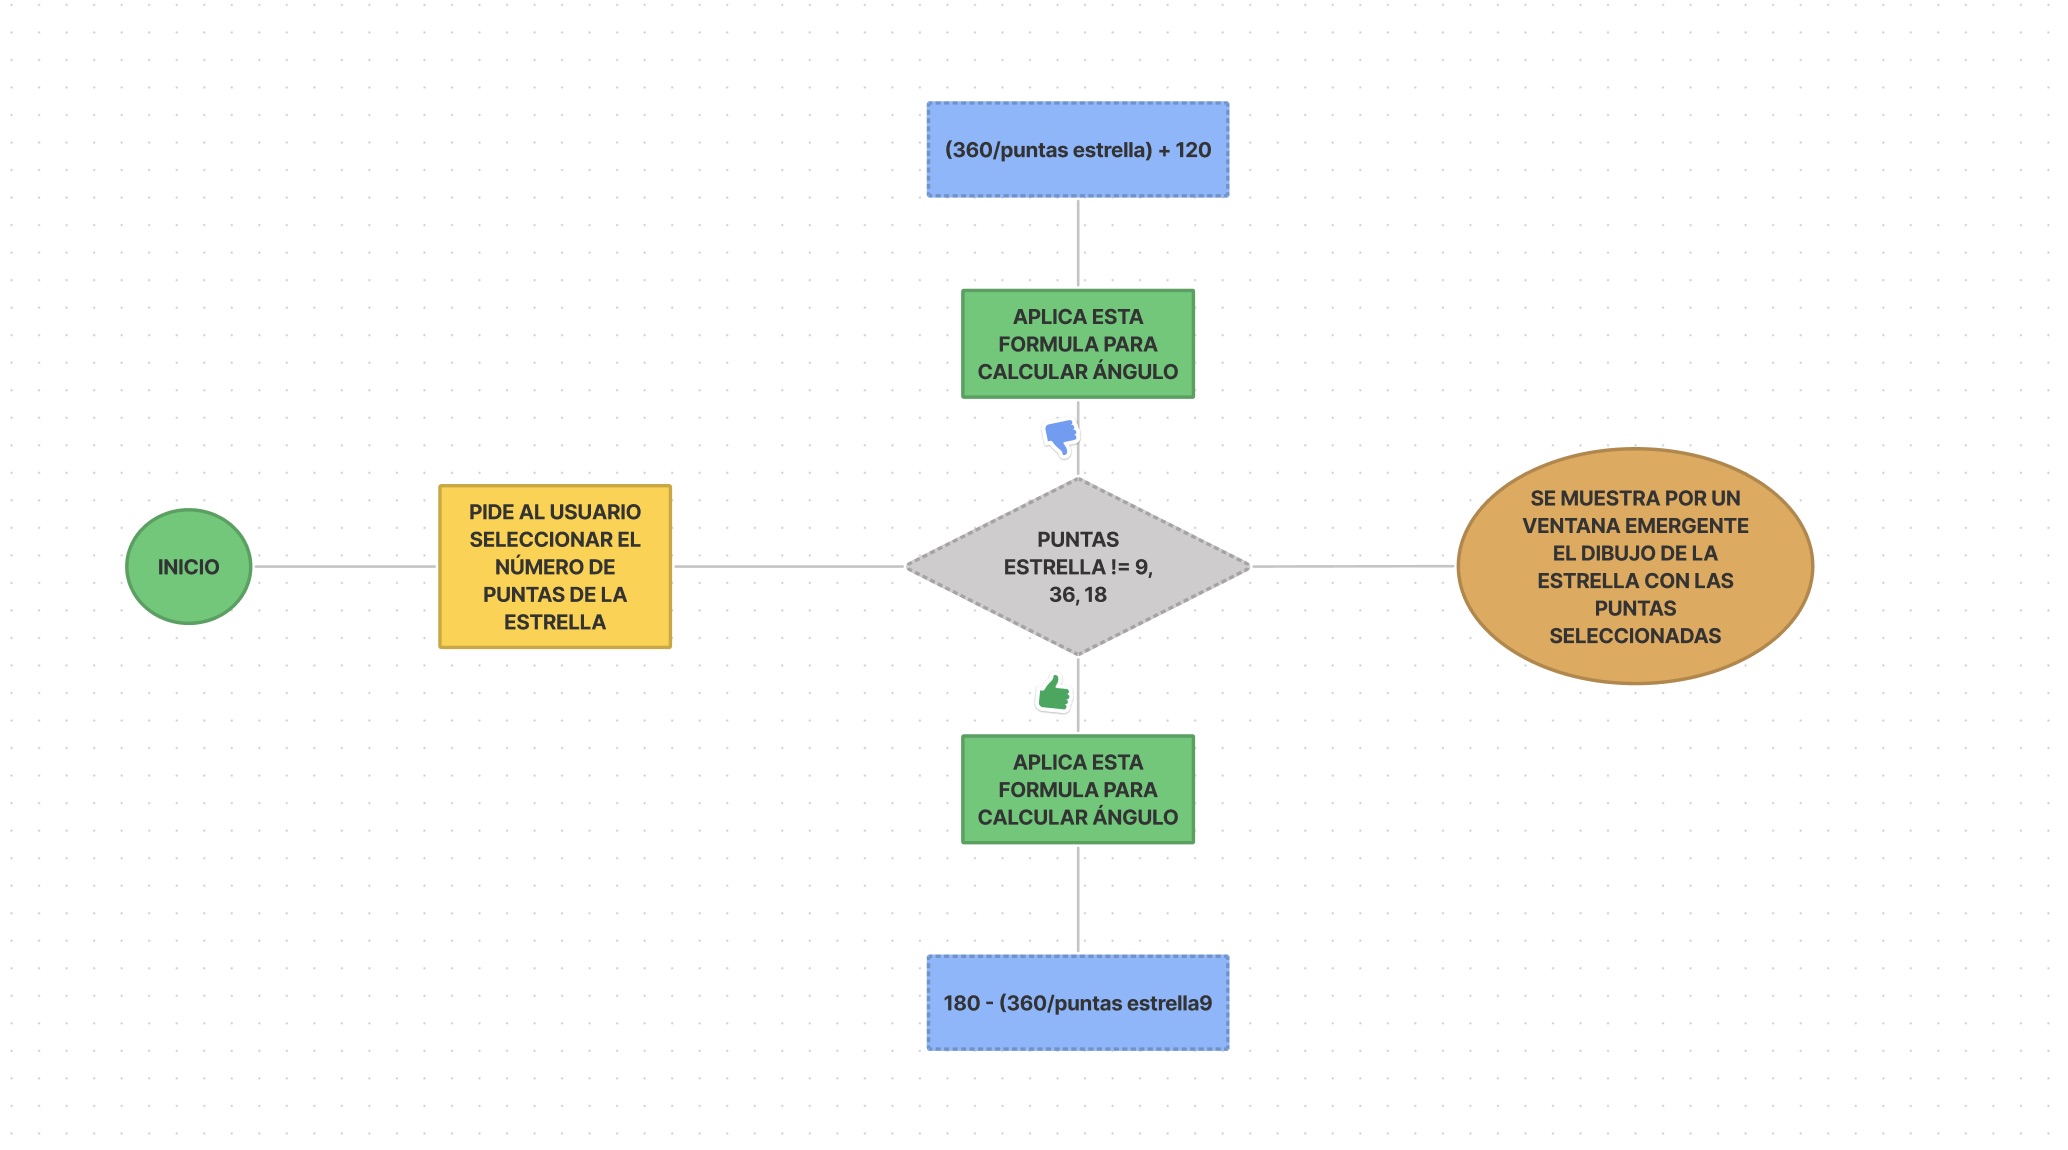 (360/puntas estrella) + 120
APLICA ESTA
FORMULA PARA
CALCULAR ÁNGULO
INICIO
PIDE AL USUARIO
SELECCIONAR EL
NÚMERO DE
PUNTAS DE LA
ESTRELLA
PUNTAS
ESTRELLA != 9,
36, 18
SE MUESTRA POR UN
VENTANA EMERGENTE
EL DIBUJO DE LA
ESTRELLA CON LAS
PUNTAS
SELECCIONADAS
APLICA ESTA
FORMULA PARA
CALCULAR ÁNGULO
180 - (360/puntas estrella9